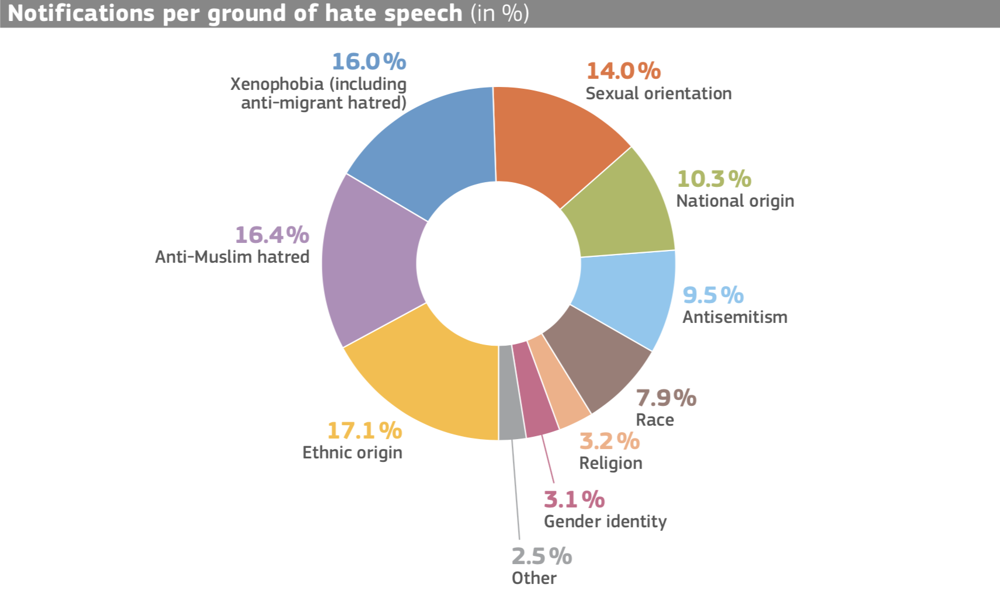 Notifications per ground of hate speech (in %)
16.0 %
Xenophobia (including
anti-migrant hatred)
14.0 %
Sexual orientation
10.3 %
National origin
16.4 %
Anti-Muslim hatred
9.5 %
Antisemitism
7.9 %
Race
17.1 %
Ethnic origin
3.2 %
Religion
3.1 %
Gender identity
2.5 %
Other